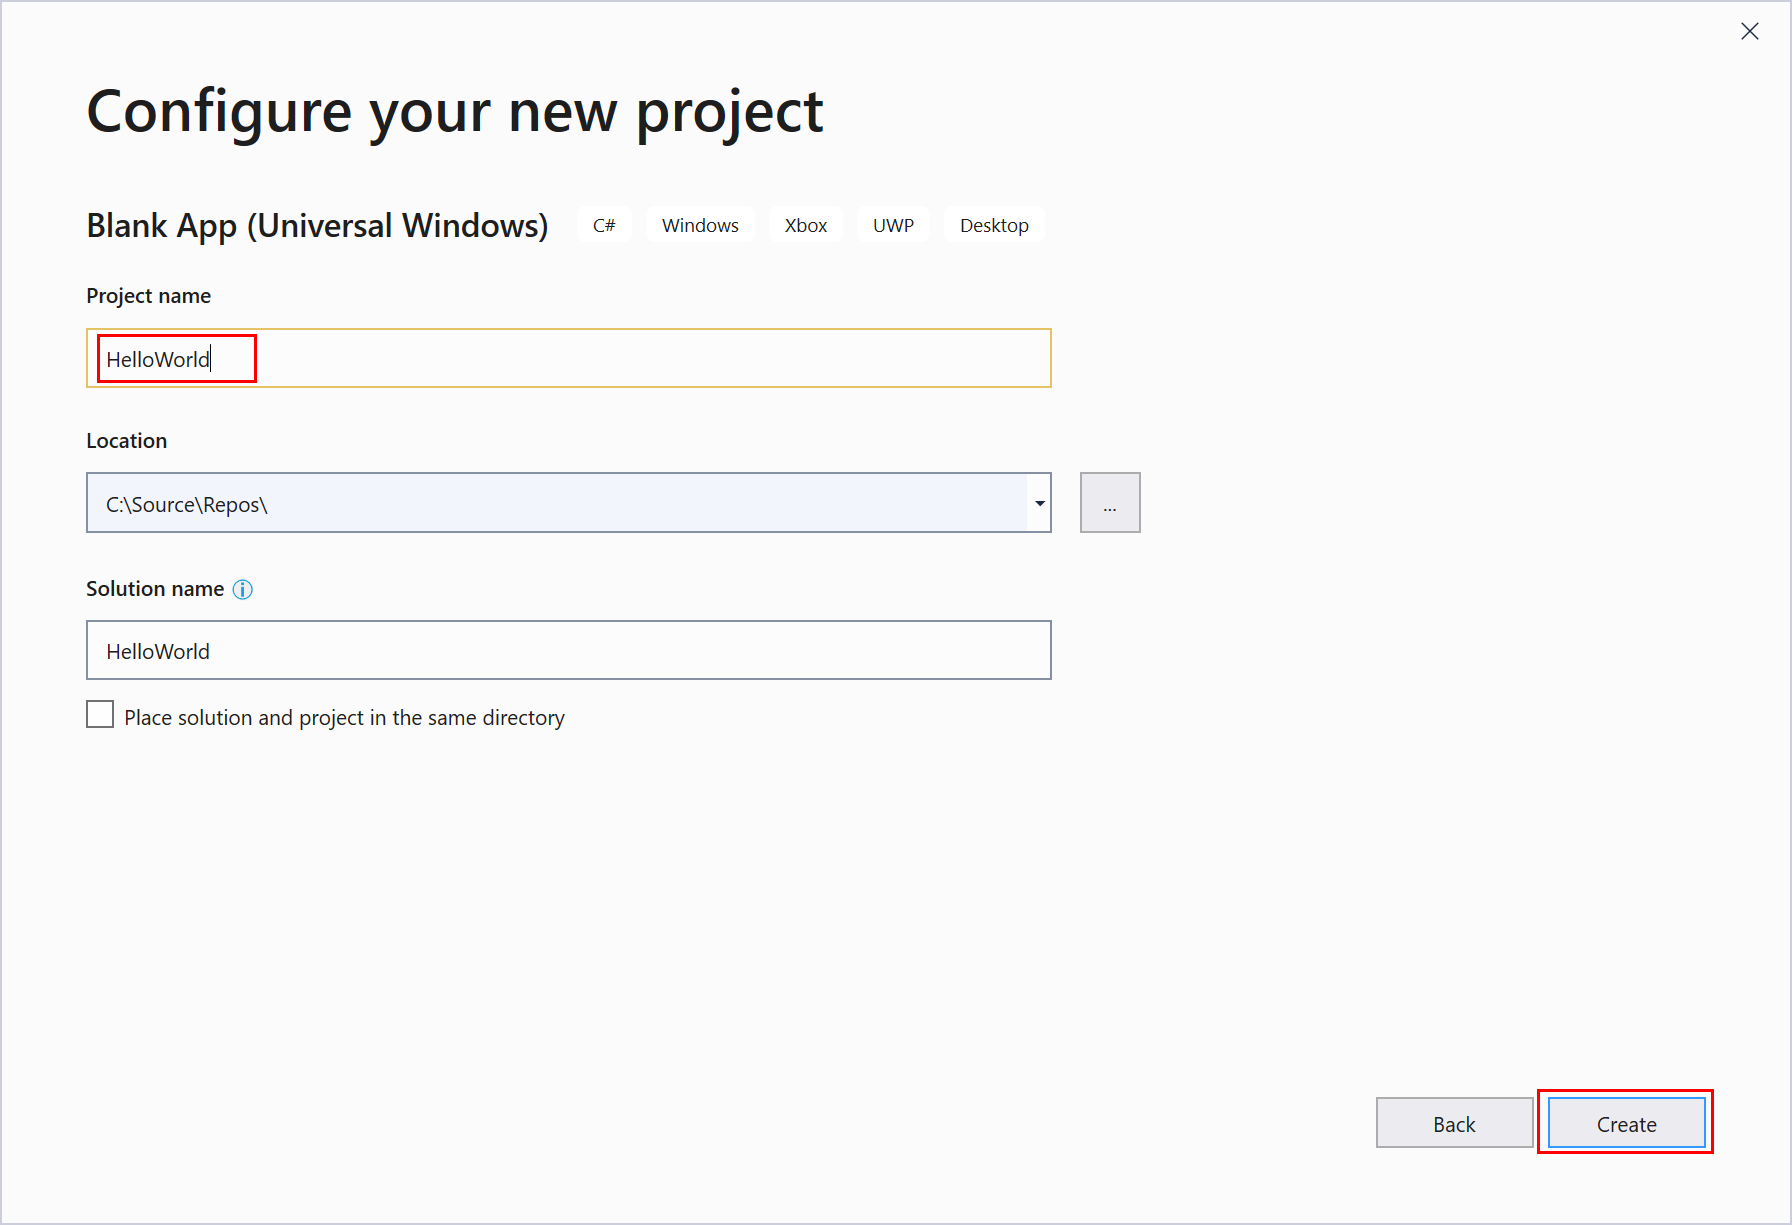 Configure your new project
Blank App (Universal Windows) C# Windows Xbox UWP Desktop
Project name
HelloWorld
Location
C:\Source\Repos\
...
Solution name
HelloWorld
Place solution and project in the same directory
Back Create